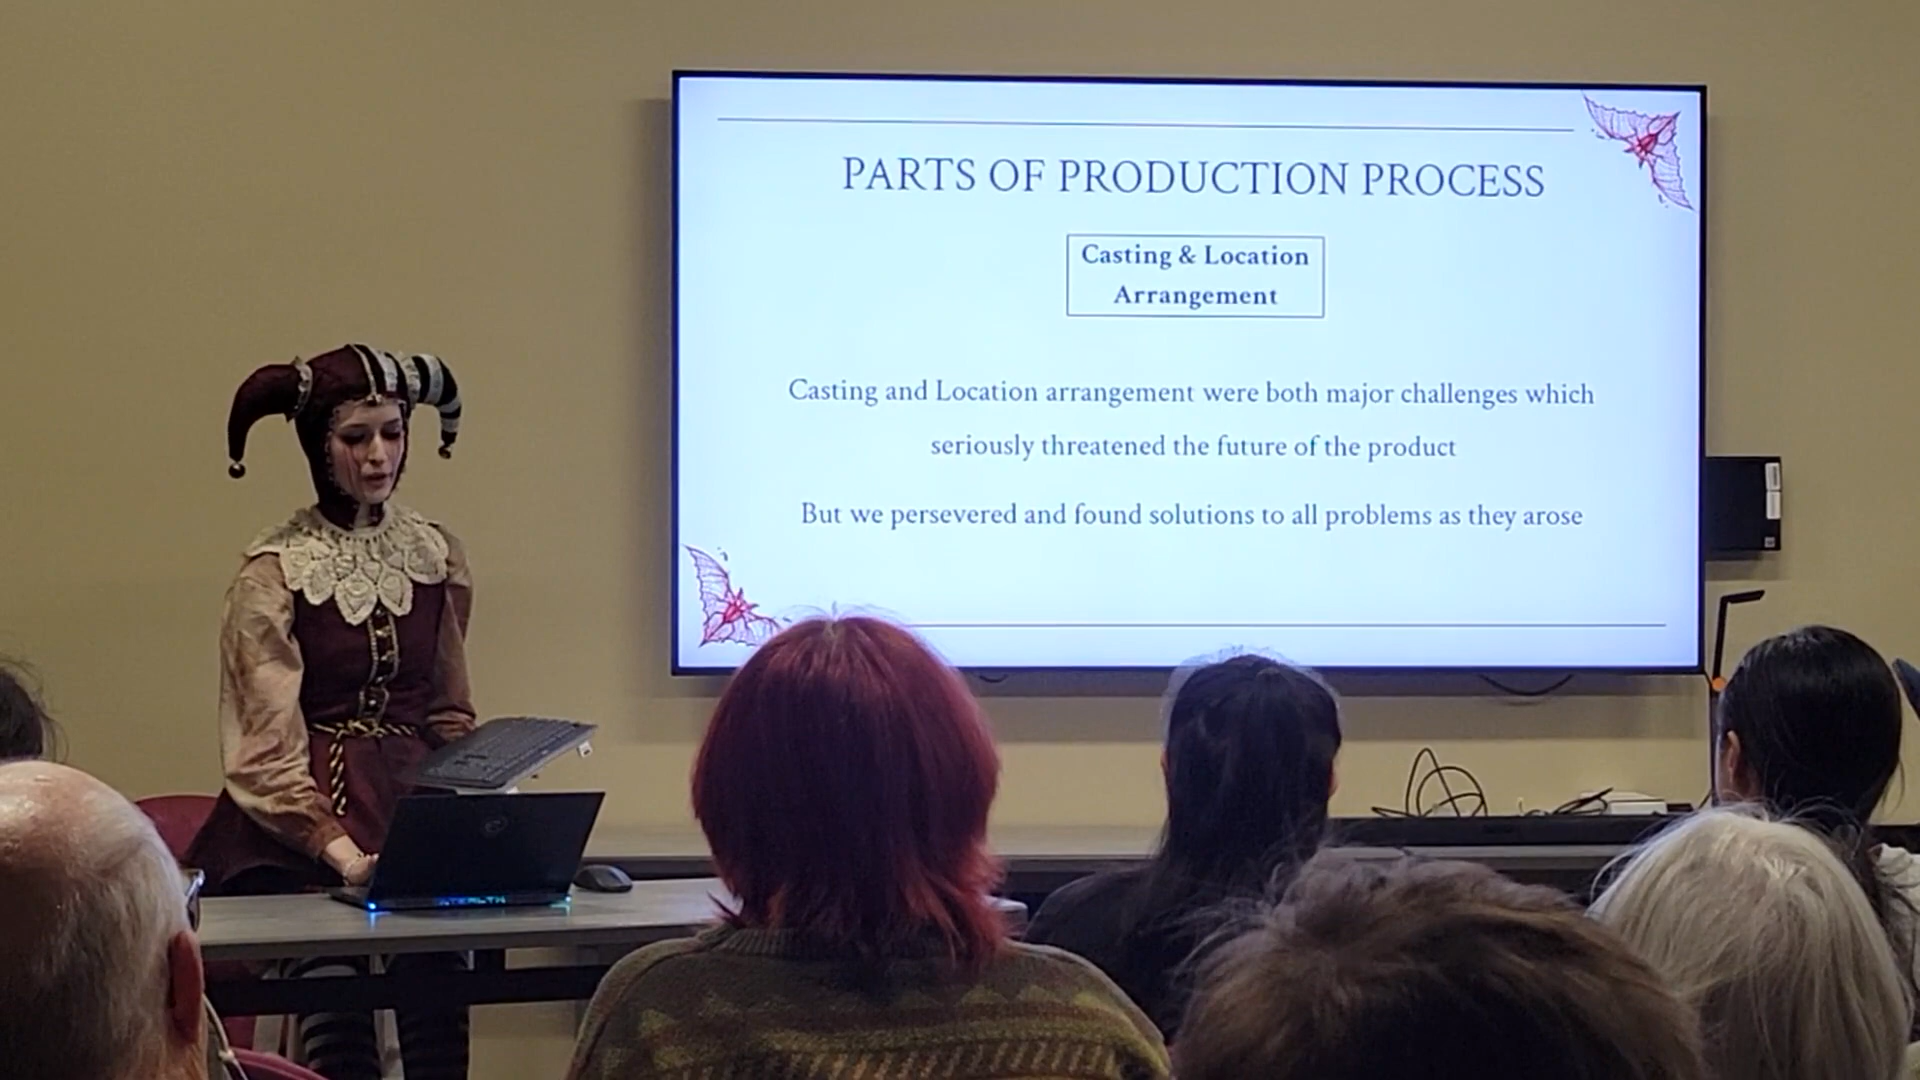 PARTS OF PRODUCTION PROCESS
Casting & Location
Arrangement
Casting and Location arrangement were both major challenges which
seriously threatened the future of the product
But we persevered and found solutions to all problems as they arose
STEALTH